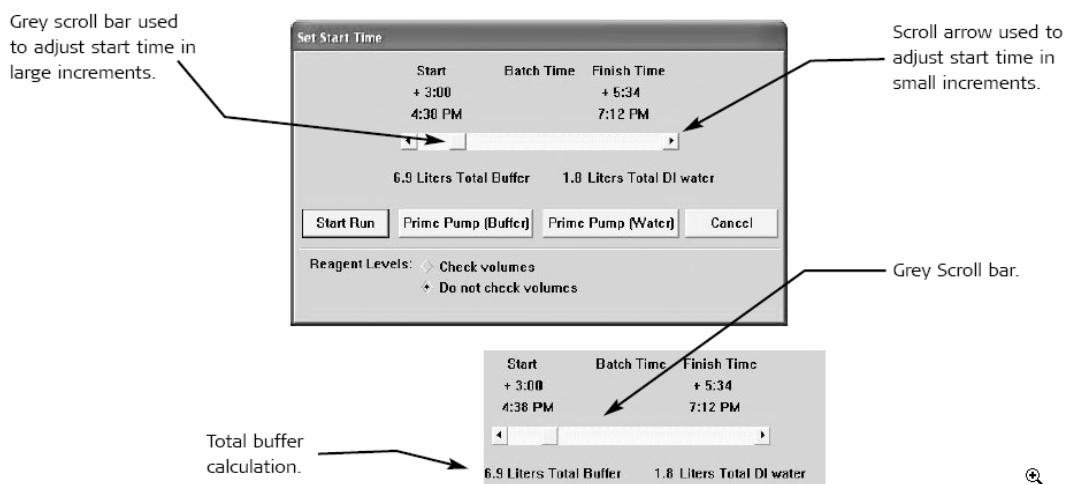 Grey scroll bar used
to adjust start time in
large increments.
Scroll arrow used to
adjust start time in
small increments.
Set Start Time
Start Batch Time Finish Time
+ 3:00 + 5:34
4:38 PM 7:12 PM
6.9 Liters Total Buffer 1.8 Liters Total DI water
Start Run Prime Pump (Buffer) Prime Pump (Water) Cancel
Reagent Levels: Check volumes
Do not check volumes
Grey Scroll bar.
Start Batch Time Finish Time
+ 3:00 + 5:34
4:38 PM 7:12 PM
Total buffer
calculation.
6.9 Liters Total Buffer 1.8 Liters Total DI water